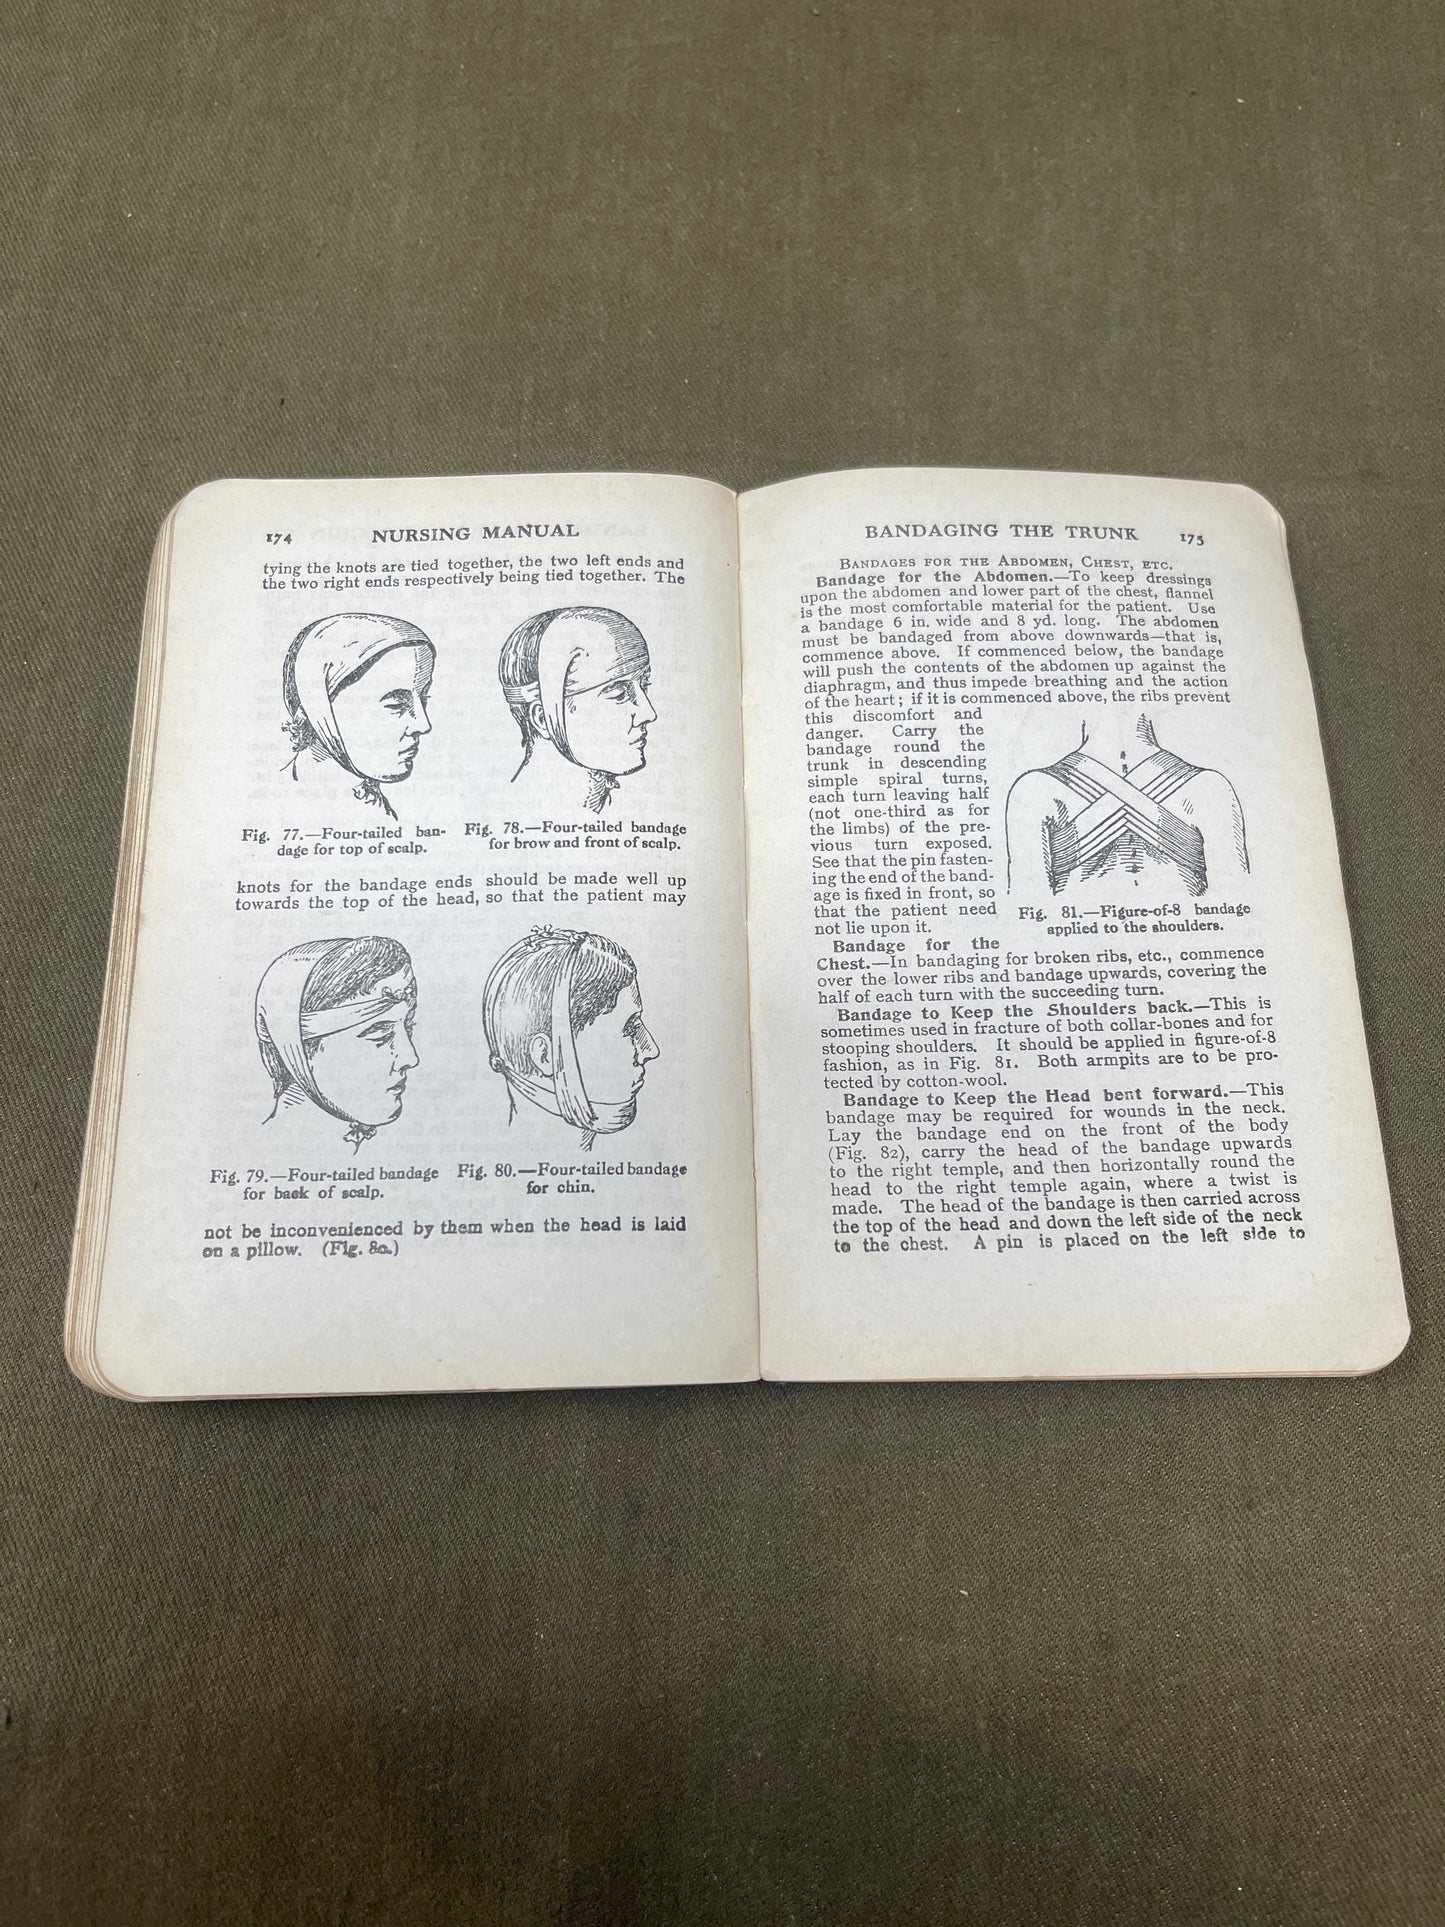 174 NURSING MANUAL
tying the knots are tied together, the two left ends and
the two right ends respectively being tied together. The
Fig. 77.—Four-tailed ban-
dage for top of scalp.
Fig. 78.—Four-tailed bandage
for brow and front of scalp.
knots for the bandage ends should be made well up
towards the top of the head, so that the patient may
Fig. 79.—Four-tailed bandage
for back of scalp.
Fig. 80.—Four-tailed bandage
for chin.
not be inconvenienced by them when the head is laid
on a pillow. (Fig. 80.)
BANDAGING THE TRUNK 175
BANDAGES FOR THE ABDOMEN, CHEST, ETC.
Bandage for the Abdomen.—To keep dressings
upon the abdomen and lower part of the chest, flannel
is the most comfortable material for the patient. Use
a bandage 6 in. wide and 8 yd. long. The abdomen
must be bandaged from above downwards—that is,
commence above. If commenced below, the bandage
will push the contents of the abdomen up against the
diaphragm, and thus impede breathing and the action
of the heart; if it is commenced above, the ribs prevent
this discomfort and
danger. Carry the
bandage round the
trunk in descending
simple spiral turns,
each turn leaving half
(not one-third as for
the limbs) of the pre-
vious turn exposed.
See that the pin fasten-
ing the end of the band-
age is fixed in front, so
that the patient need
not lie upon it.
Fig. 81.—Figure-of-8 bandage
applied to the shoulders.
Bandage for the
Chest.—In bandaging for broken ribs, etc., commence
over the lower ribs and bandage upwards, covering the
half of each turn with the succeeding turn.
Bandage to Keep the Shoulders back.—This is
sometimes used in fracture of both collar-bones and for
stooping shoulders. It should be applied in figure-of-8
fashion, as in Fig. 81. Both armpits are to be pro-
tected by cotton-wool.
Bandage to Keep the Head bent forward.—This
bandage may be required for wounds in the neck.
Lay the bandage end on the front of the body
(Fig. 82), carry the head of the bandage upwards
to the right temple, and then horizontally round the
head to the right temple again, where a twist is
made. The head of the bandage is then carried across
the top of the head and down the left side of the neck
to the chest. A pin is placed on the left side to